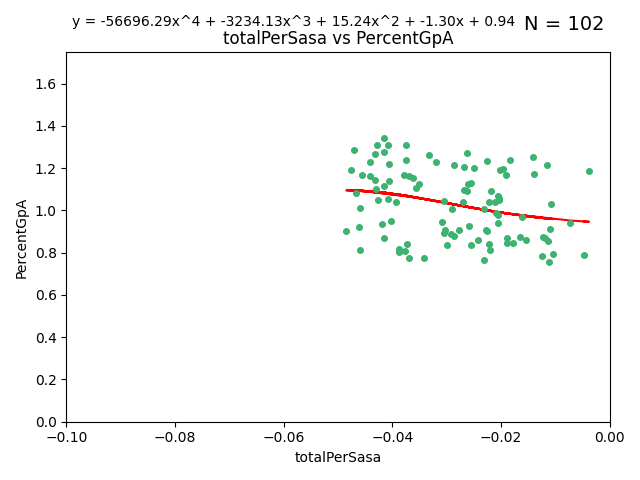 y = -56696.29x^4 + -3234.13x^3 + 15.24x^2 + -1.30x + 0.94 N = 102
totalPerSasa vs PercentGpA
1.6
1.4
1.2
1.0
0.8
0.6
0.4
0.2
0.0
PercentGpA
−0.10 −0.08 −0.06 −0.04 −0.02 0.00
totalPerSasa